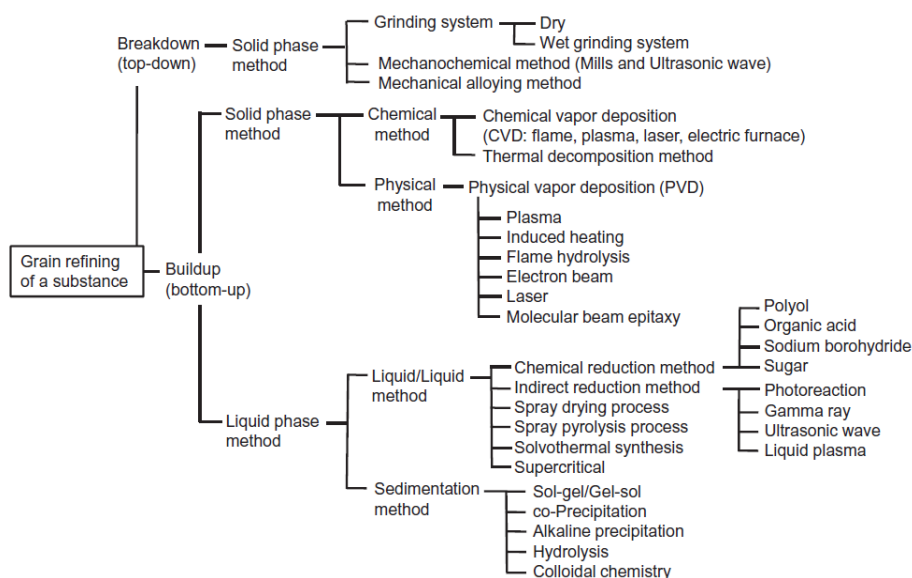 Grinding system
Dry
Wet grinding system
Breakdown
(top-down)
Solid phase
method
Mechanochemical method (Mills and Ultrasonic wave)
Mechanical alloying method
Solid phase
method
Chemical
method
Chemical vapor deposition
(CVD: flame, plasma, laser, electric furnace)
Thermal decomposition method
Physical
method
Physical vapor deposition (PVD)
Plasma
Induced heating
Flame hydrolysis
Electron beam
Laser
Molecular beam epitaxy
Grain refining
of a substance
Buildup
(bottom-up)
Liquid phase
method
Liquid/Liquid
method
Chemical reduction method
Polyol
Organic acid
Sodium borohydride
Sugar
Indirect reduction method
Photoreaction
Gamma ray
Ultrasonic wave
Liquid plasma
Spray drying process
Spray pyrolysis process
Solvothermal synthesis
Supercritical
Sedimentation
method
Sol-gel/Gel-sol
co-Precipitation
Alkaline precipitation
Hydrolysis
Colloidal chemistry